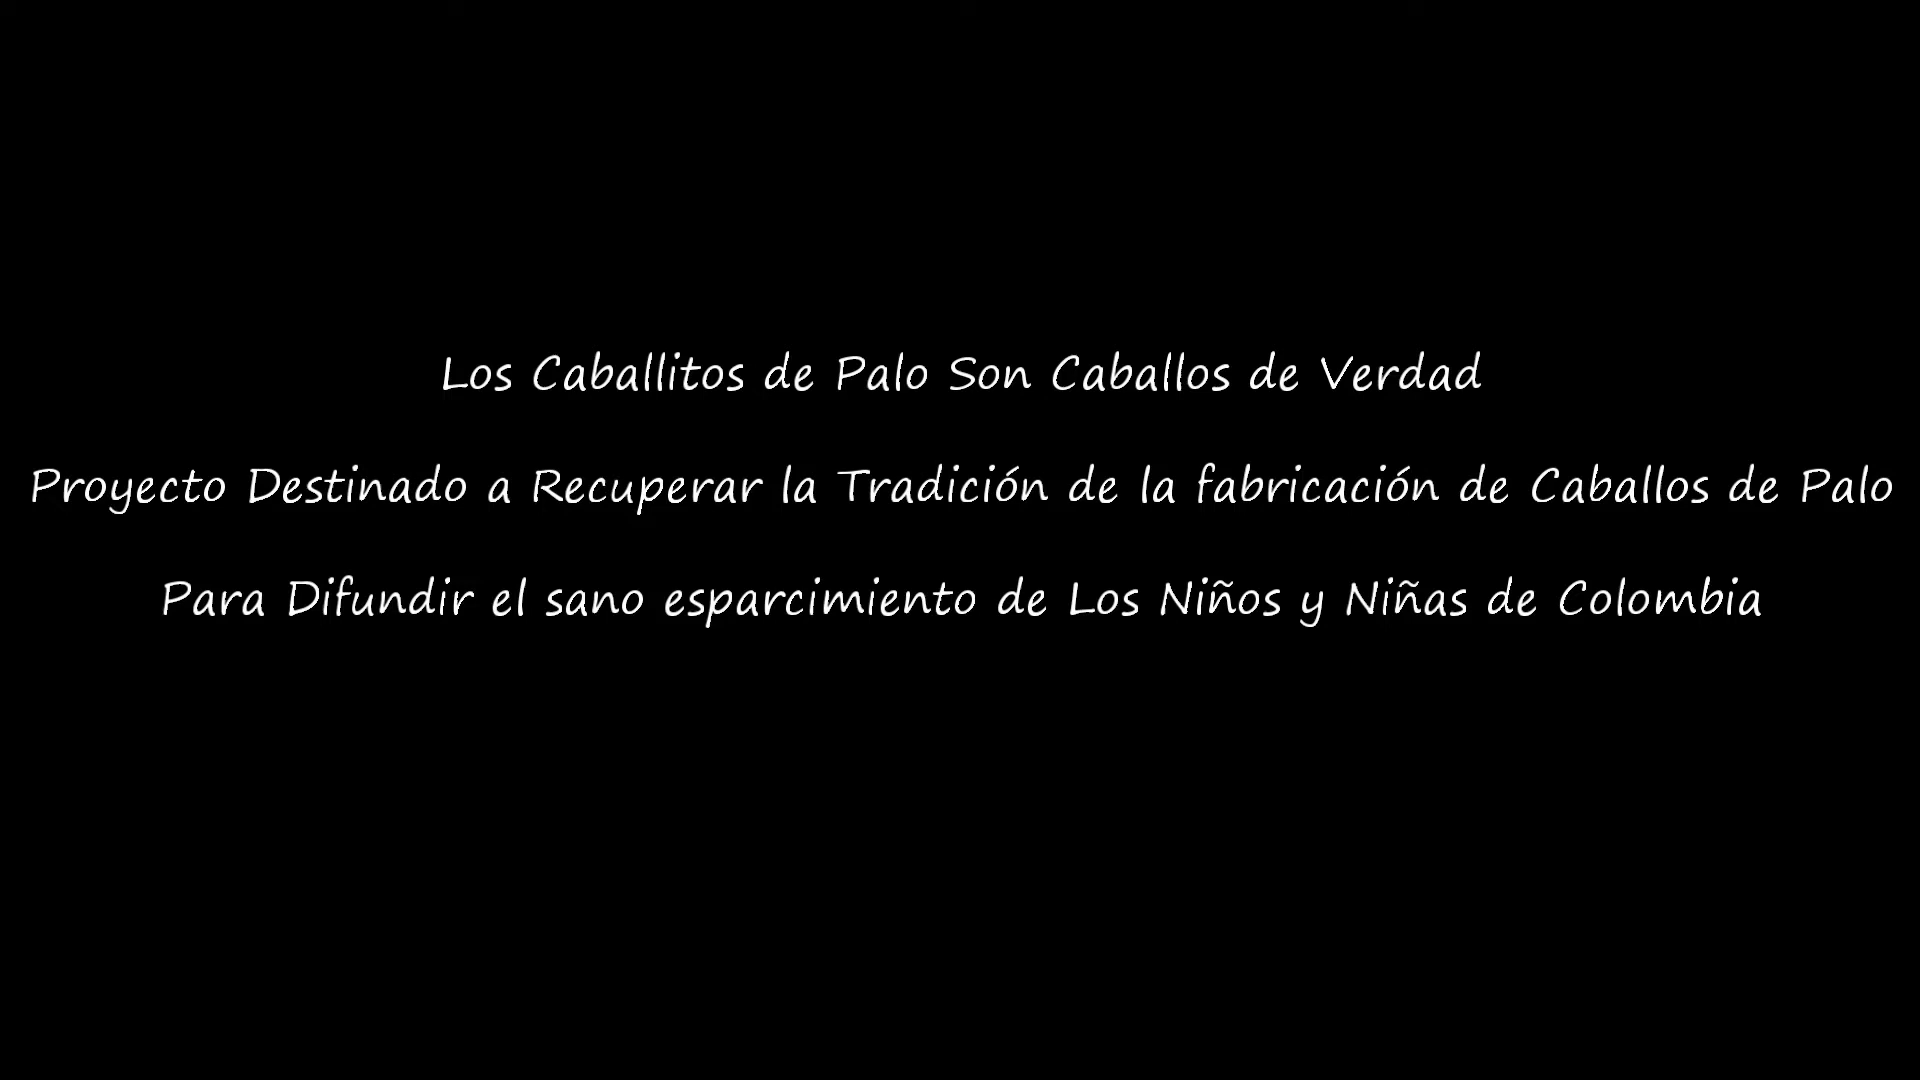 Los Caballitos de Palo Son Caballos de Verdad
Proyecto Destinado a Recuperar la Tradición de la fabricación de Caballos de Palo
Para Difundir el sano esparcimiento de Los Niños y Niñas de Colombia